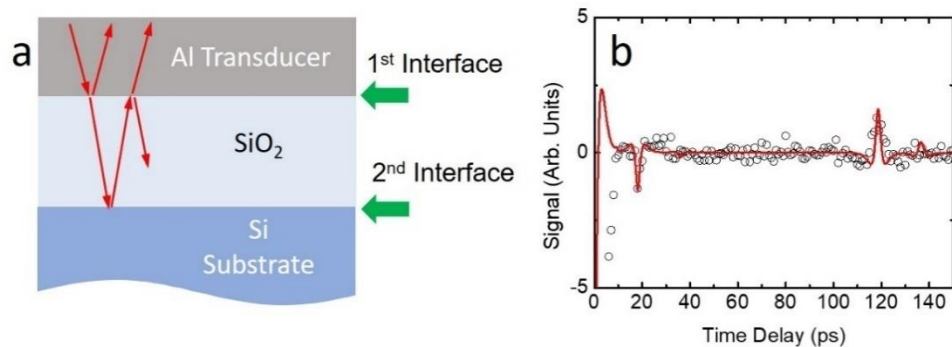 a
Al Transducer
1st Interface
SiO2
2nd Interface
Si
Substrate
b
Signal (Arb. Units)
5
0
-5
0 20 40 60 80 100 120 140
Time Delay (ps)